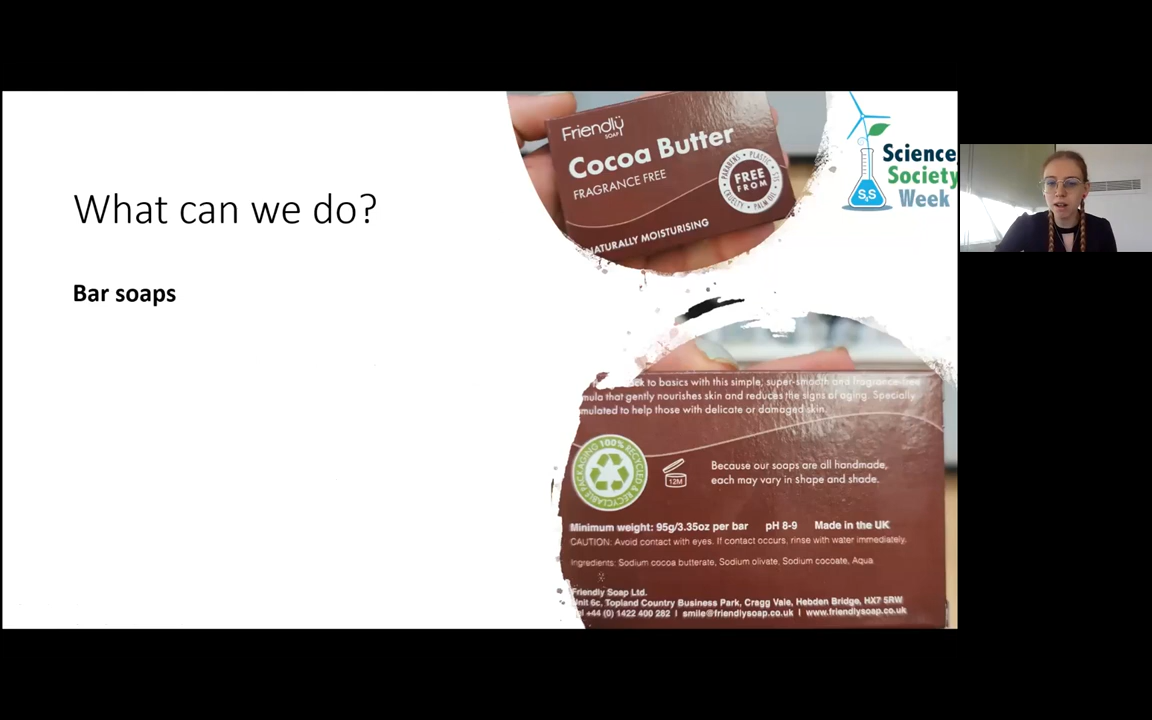 What can we do?
Bar soaps
Friendly
SOAP
Cocoa Butter
FRAGRANCE FREE
NATURALLY MOISTURISING
FREE
FROM
PARABENS • PLASTIC • SLS • PALM OIL • CRUELTY •
Science,
Society
Week
S&S
to basics with this simple, super-smooth and fragrance-free
that gently nourishes skin and reduces the signs of aging. Specially
to help those with delicate or damaged skin.
PACKAGING 100% RECYCLED & RECYCLABLE
12M
Because our soaps are all handmade,
each may vary in shape and shade.
Minimum weight: 95g/3.35oz per bar pH 8-9 Made in the UK
CAUTION: Avoid contact with eyes. If contact occurs, rinse with water immediately.
Ingredients: Sodium cocoa butterate, Sodium olivate, Sodium cocoate, Aqua
Friendly Soap Ltd.
Unit 6c, Topland Country Business Park, Cragg Vale, Hebden Bridge, HX7 5RW
+44 (0) 1422 400 282 | smile@friendlysoap.co.uk | www.friendlysoap.co.uk